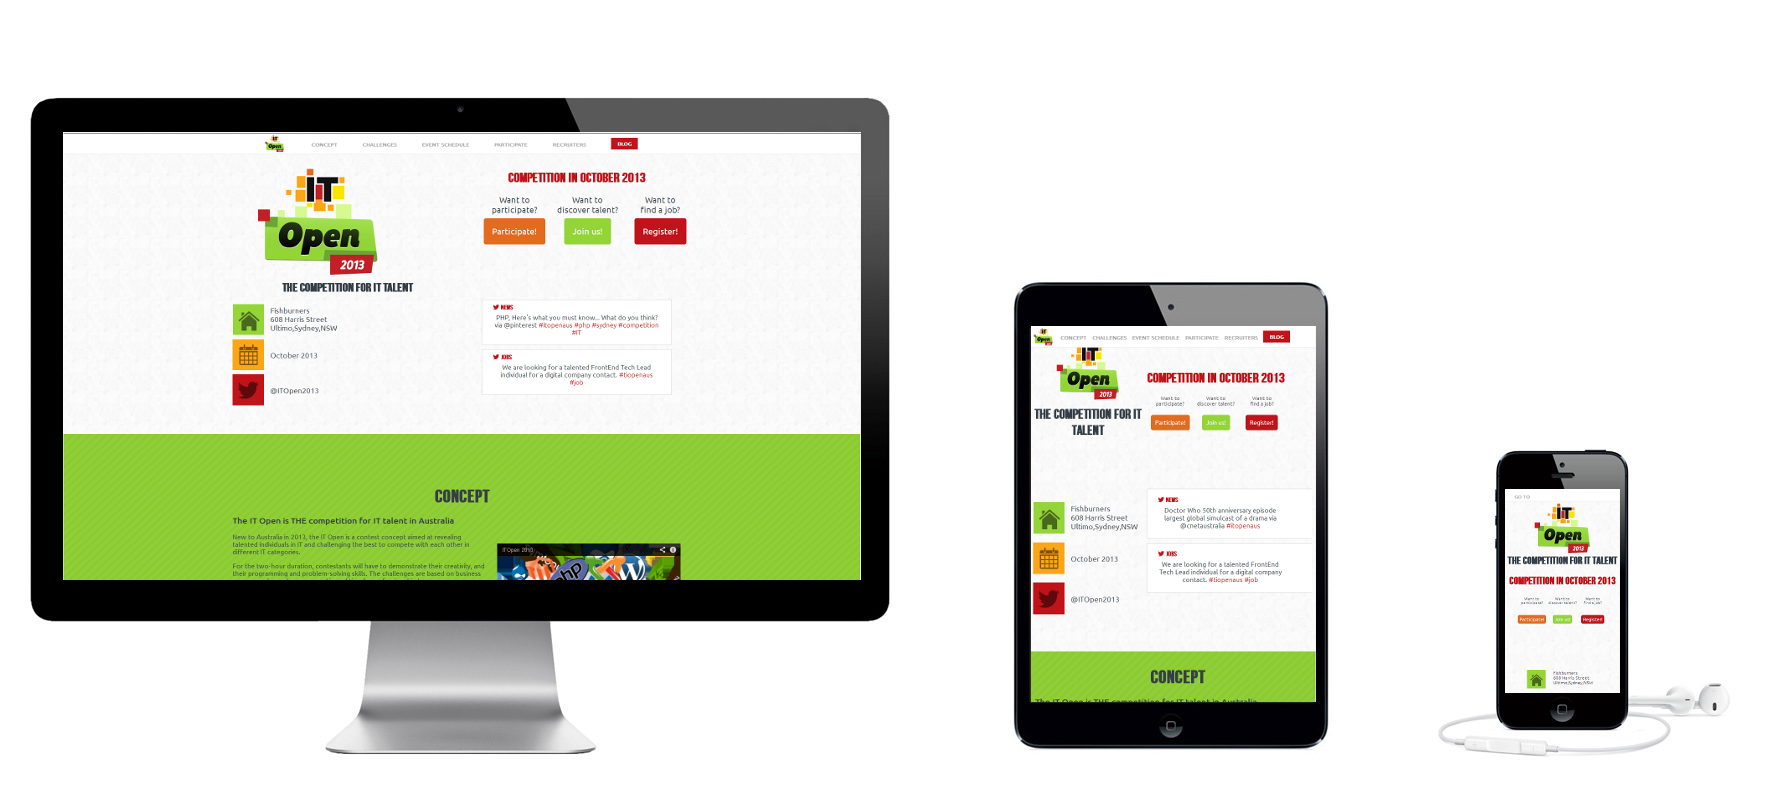 IT
Open
CONCEPT
CHALLENGES
EVENT SCHEDULE
PARTICIPATE
RECRUITERS
BLOG
IT
Open
2013
THE COMPETITION FOR IT TALENT
COMPETITION IN OCTOBER 2013
Want to
participate?
Participate!
Want to
discover talent?
Join us!
Want to
find a job?
Register!
Fishburners
608 Harris Street
Ultimo,Sydney,NSW
October 2013
@ITOpen2013
NEWS
PHP, Here's what you must know... What do you think?
via @pinterest #itopenaus #php #sydney #competition
#IT
JOBS
We are looking for a talented FrontEnd Tech Lead
individual for a digital company contact. #tiopenaus
#job
CONCEPT
The IT Open is THE competition for IT talent in Australia
New to Australia in 2013, the IT Open is a contest concept aimed at revealing
talented individuals in IT and challenging the best to compete with each other in
different IT categories.
For the two-hour duration, contestants will have to demonstrate their creativity, and
their programming and problem-solving skills. The challenges are based on business
IT Open 2013
php
IT
Open
CONCEPT
CHALLENGES
EVENT SCHEDULE
PARTICIPATE
RECRUITERS
BLOG
IT
Open
2013
THE COMPETITION FOR IT
TALENT
COMPETITION IN OCTOBER 2013
Want to
participate?
Participate!
Want to
discover talent?
Join us!
Want to
find a job?
Register!
Fishburners
608 Harris Street
Ultimo,Sydney,NSW
October 2013
@ITOpen2013
NEWS
Doctor Who 50th anniversary episode
largest global simulcast of a drama via
@cnetaustralia #itopenaus
JOBS
We are looking for a talented FrontEnd
Tech Lead individual for a digital company
contact. #tiopenaus #job
CONCEPT
The IT Open is THE competition for IT talent in Australia
GO TO
IT
Open
2013
THE COMPETITION FOR IT TALENT
COMPETITION IN OCTOBER 2013
Want to
participate?
Participate!
Want to
discover talent?
Join us!
Want to
find a job?
Register!
Fishburners
608 Harris Street
Ultimo,Sydney,NSW